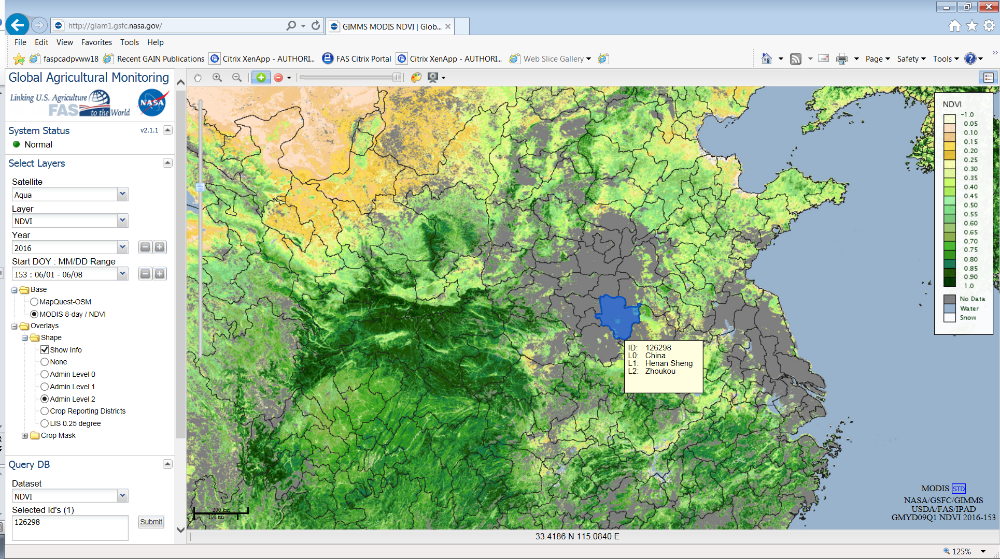 http://glam1.gsfc.nasa.gov/
GIMMS MODIS NDVI | Glob...
File Edit View Favorites Tools Help
faspcadpvww18 Recent GAIN Publications Citrix XenApp - AUTHORI... FAS Citrix Portal Citrix XenApp - AUTHORI... Web Slice Gallery
Page Safety Tools
Global Agricultural Monitoring
Linking U.S. Agriculture
FAS to the World
NASA
System Status v2.1.1
Normal
Select Layers
Satellite
Aqua
Layer
NDVI
Year
2016
Start DOY : MM/DD Range
153 : 06/01 - 06/08
Base
MapQuest-OSM
MODIS 8-day / NDVI
Overlays
Shape
Show Info
None
Admin Level 0
Admin Level 1
Admin Level 2
Crop Reporting Districts
LIS 0.25 degree
Crop Mask
Query DB
Dataset
NDVI
Selected Id's (1)
126298
Submit
NDVI
-1.0
0.05
0.10
0.15
0.20
0.25
0.30
0.35
0.40
0.45
0.50
0.55
0.60
0.65
0.70
0.75
0.80
0.85
0.90
1.0
No Data
Water
Snow
ID: 126298
L0: China
L1: Henan Sheng
L2: Zhoukou
200 km
100 mi
MODIS STD
NASA/GSFC/GIMMS
USDA/FAS/IPAD
GMYD09Q1 NDVI 2016-153
33.4186 N 115.0840 E
125%